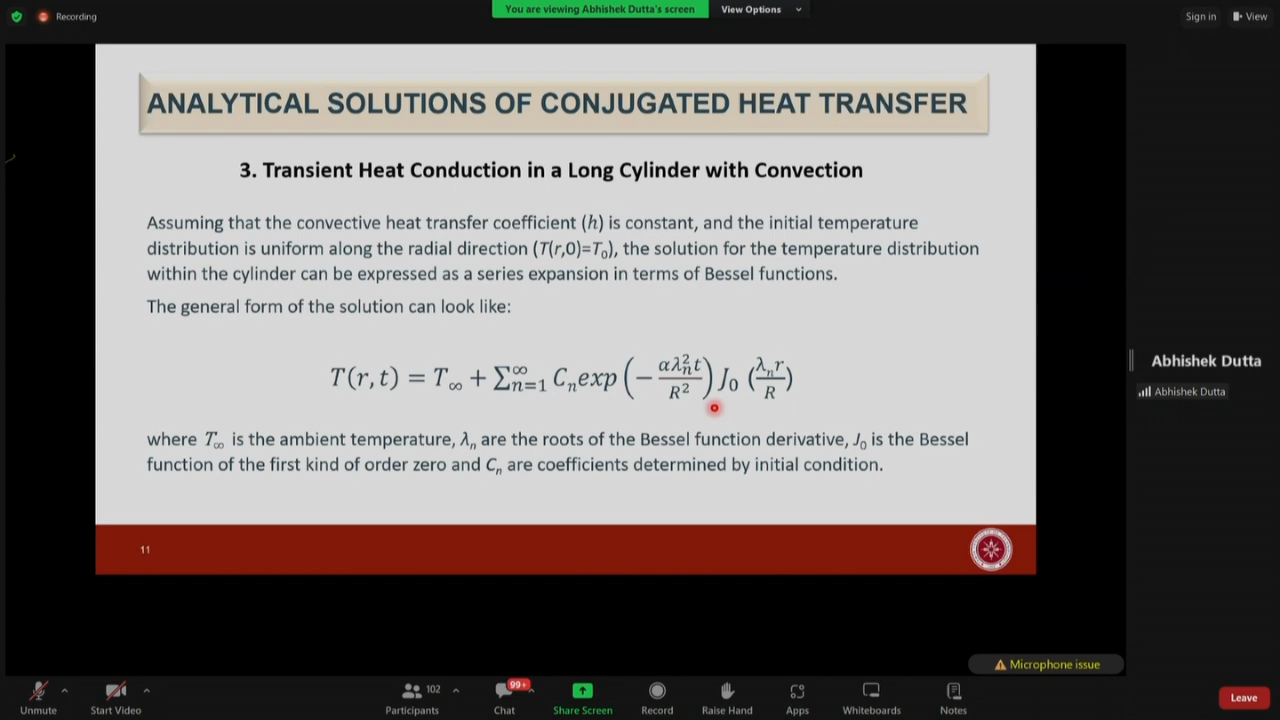 Recording
You are viewing Abhishek Dutta's screen
View Options
Sign in
View
ANALYTICAL SOLUTIONS OF CONJUGATED HEAT TRANSFER
3. Transient Heat Conduction in a Long Cylinder with Convection
Assuming that the convective heat transfer coefficient (h) is constant, and the initial temperature
distribution is uniform along the radial direction (T(r,0)=T₀), the solution for the temperature distribution
within the cylinder can be expressed as a series expansion in terms of Bessel functions.
The general form of the solution can look like:
T(r, t) = T∞ + Σ∞n=1 Cₙexp (− αλ²ₙt / R²) J₀ (λₙr / R)
where T∞ is the ambient temperature, λₙ are the roots of the Bessel function derivative, J₀ is the Bessel
function of the first kind of order zero and Cₙ are coefficients determined by initial condition.
11
Abhishek Dutta
Abhishek Dutta
Microphone issue
Unmute
Start Video
102
Participants
99+
Chat
Share Screen
Record
Raise Hand
Apps
Whiteboards
Notes
Leave